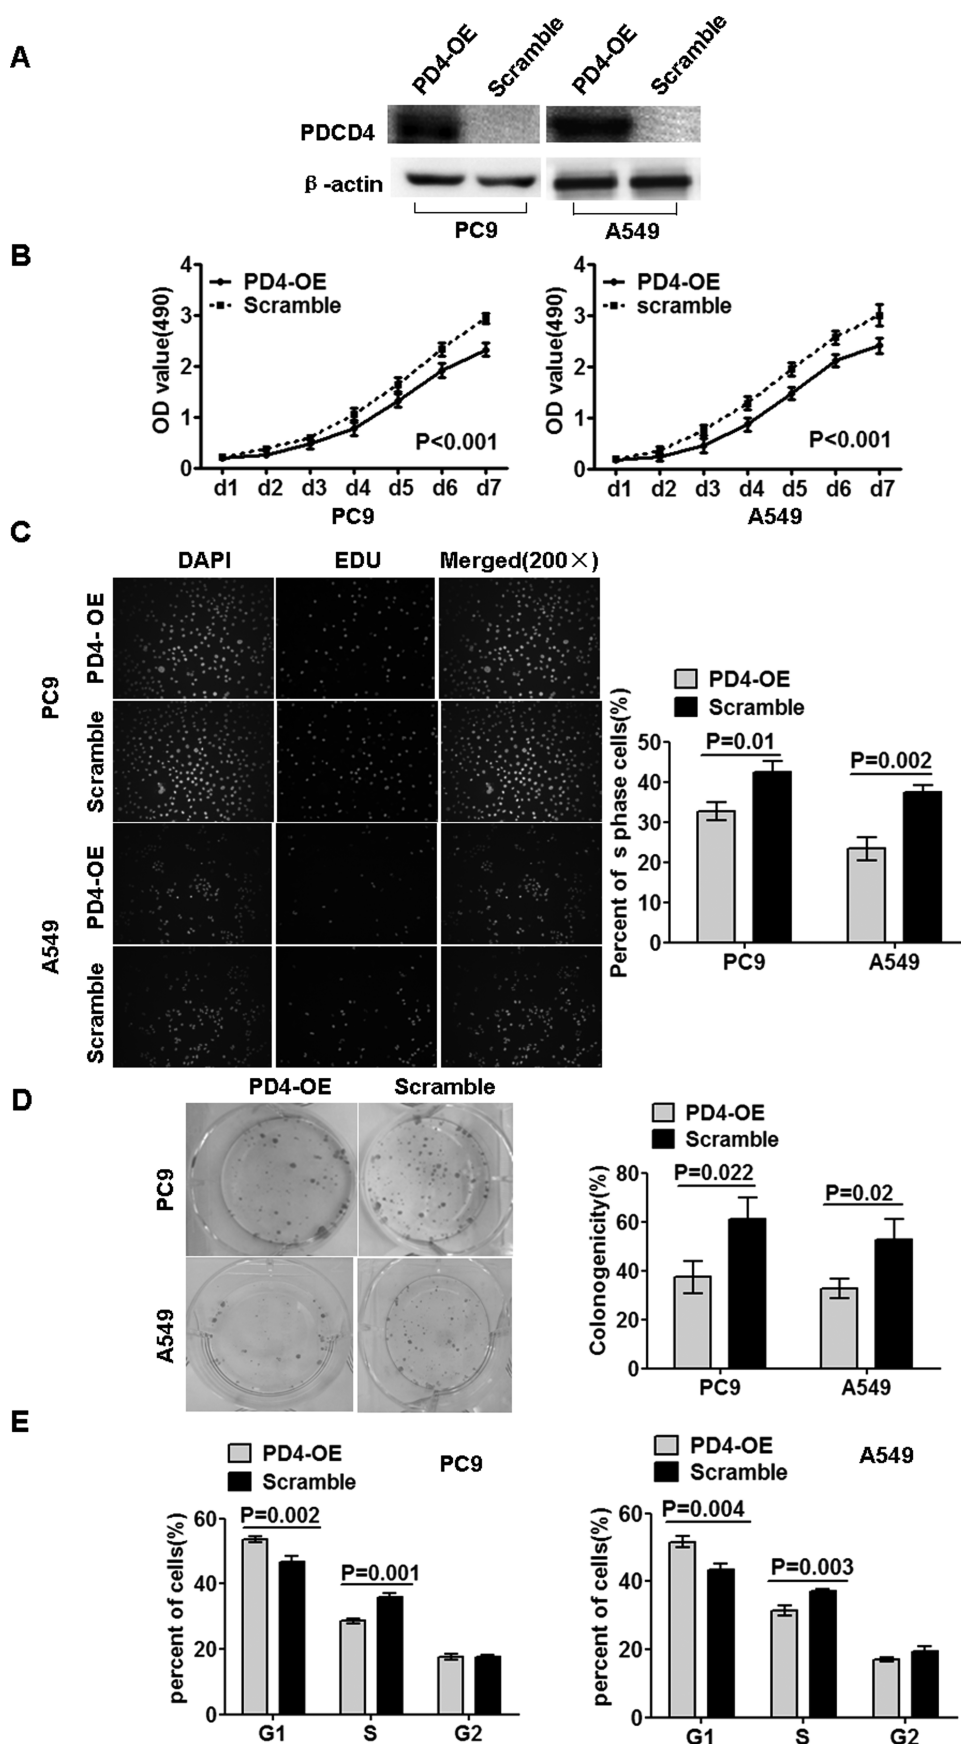 A
PD4-OE Scramble PD4-OE Scramble
PDCD4
β -actin
PC9 A549
B
4
3
2
1
0
OD value(490)
PD4-OE
Scramble
P<0.001
d1 d2 d3 d4 d5 d6 d7
PC9
4
3
2
1
0
OD value(490)
PD4-OE
scramble
P<0.001
d1 d2 d3 d4 d5 d6 d7
A549
C
DAPI EDU Merged(200×)
PC9
PD4- OE
Scramble
A549
PD4-OE
Scramble
PD4-OE
Scramble
Percent of s phase cells(%)
50
40
30
20
10
0
P=0.01
P=0.002
PC9 A549
D
PD4-OE Scramble
PC9
A549
PD4-OE
Scramble
Colonogenicity(%)
80
60
40
20
0
P=0.022
P=0.02
PC9 A549
E
PD4-OE
Scramble
PC9
percent of cells(%)
60
40
20
0
P=0.002
P=0.001
G1 S G2
PD4-OE
Scramble
A549
percent of cells(%)
60
40
20
0
P=0.004
P=0.003
G1 S G2